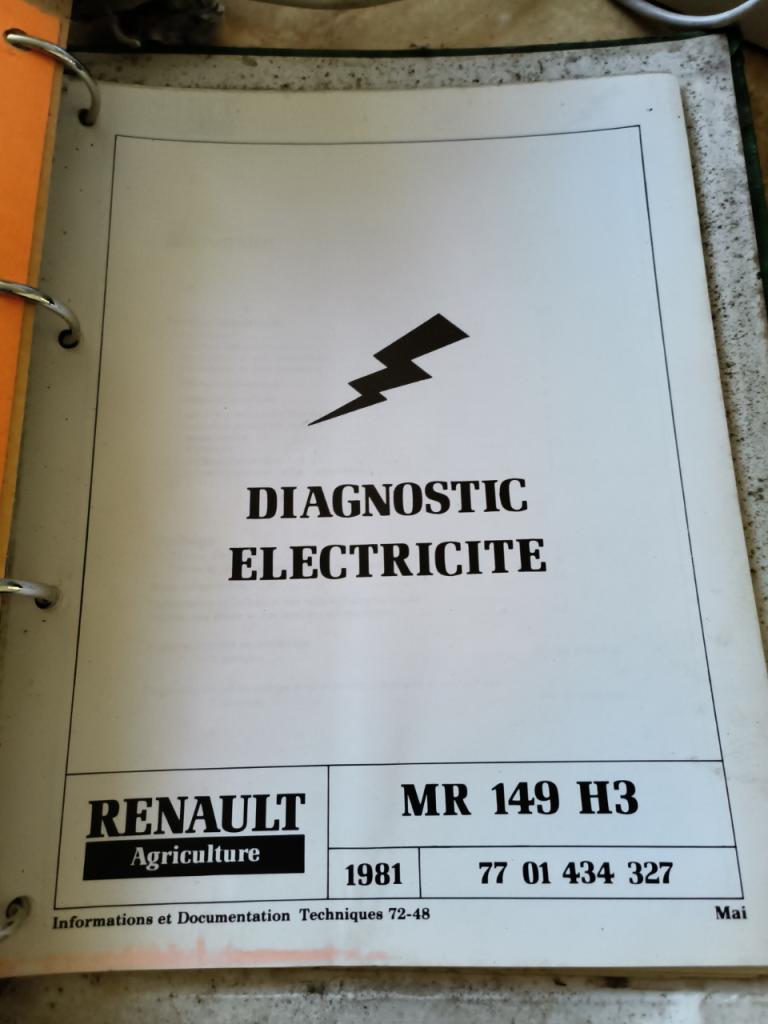 DIAGNOSTIC
ELECTRICITE
RENAULT
Agriculture
MR 149 H3
1981
77 01 434 327
Informations et Documentation Techniques 72-48
Mai